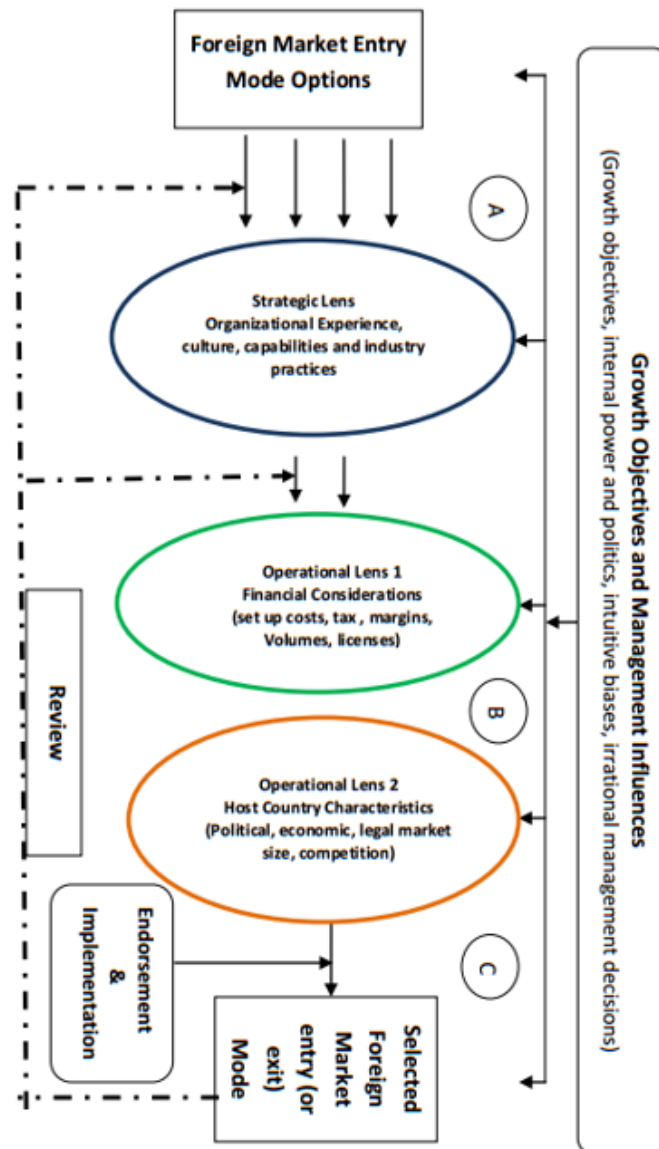 Growth Objectives and Management Influences
(Growth objectives, internal power and politics, intuitive biases, irrational management decisions)
Foreign Market Entry
Mode Options
A
Strategic Lens
Organizational Experience,
culture, capabilities and industry
practices
Operational Lens 1
Financial Considerations
(set up costs, tax , margins,
Volumes, licenses)
B
Operational Lens 2
Host Country Characteristics
(Political, economic, legal market
size, competition)
C
Review
Endorsement
&
Implementation
Selected
Foreign
Market
entry (or
exit)
Mode